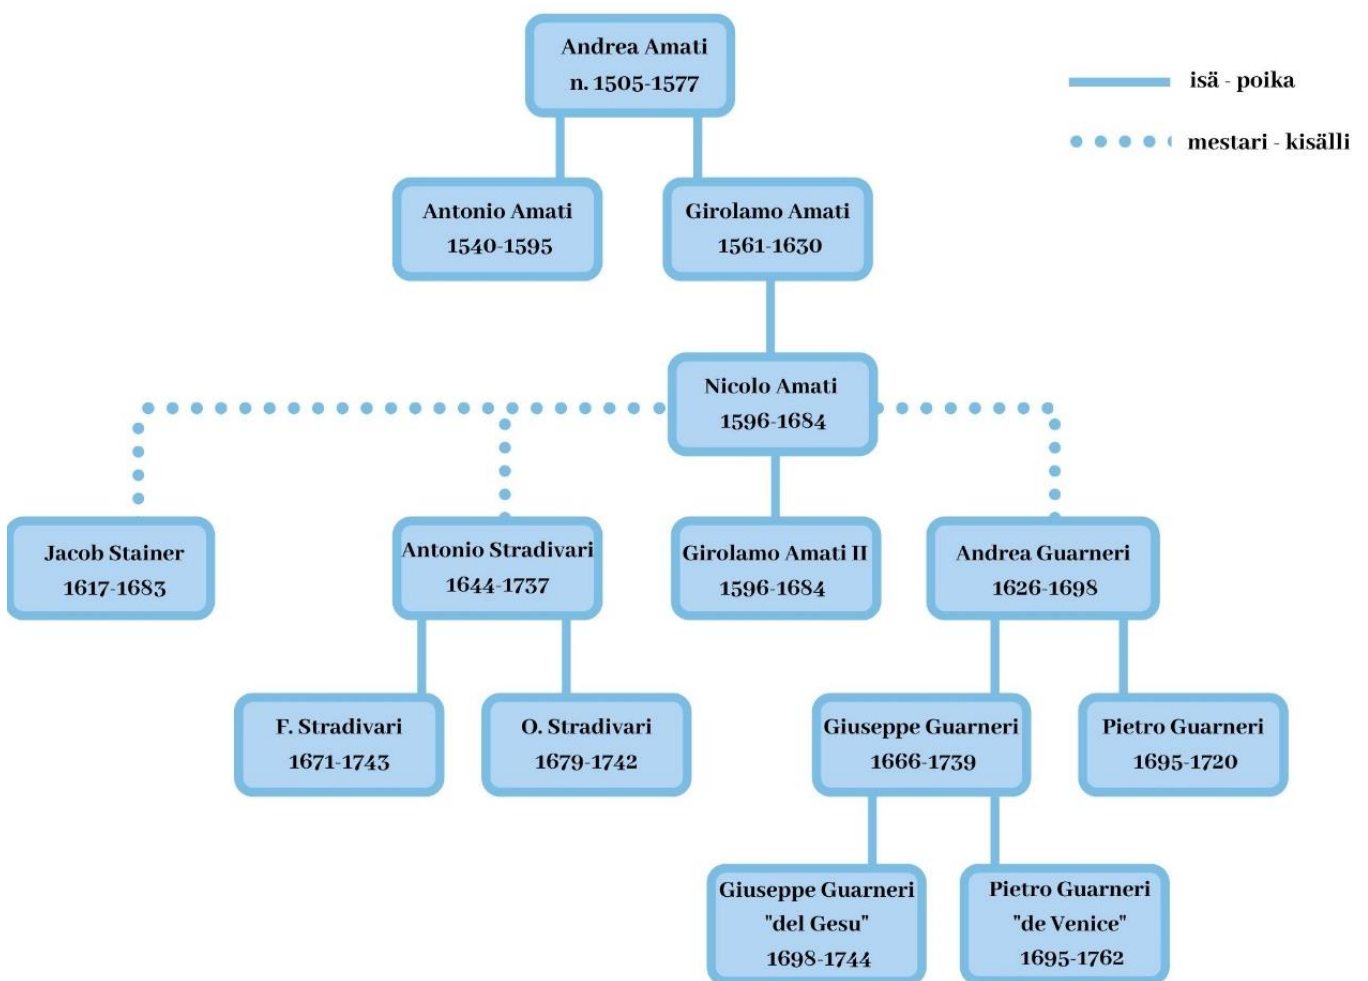 Andrea Amati
n. 1505-1577
isä - poika
mestari - kisälli
Antonio Amati
1540-1595
Girolamo Amati
1561-1630
Nicolo Amati
1596-1684
Jacob Stainer
1617-1683
Antonio Stradivari
1644-1737
Girolamo Amati II
1596-1684
Andrea Guarneri
1626-1698
F. Stradivari
1671-1743
O. Stradivari
1679-1742
Giuseppe Guarneri
1666-1739
Pietro Guarneri
1695-1720
Giuseppe Guarneri
"del Gesu"
1698-1744
Pietro Guarneri
"de Venice"
1695-1762